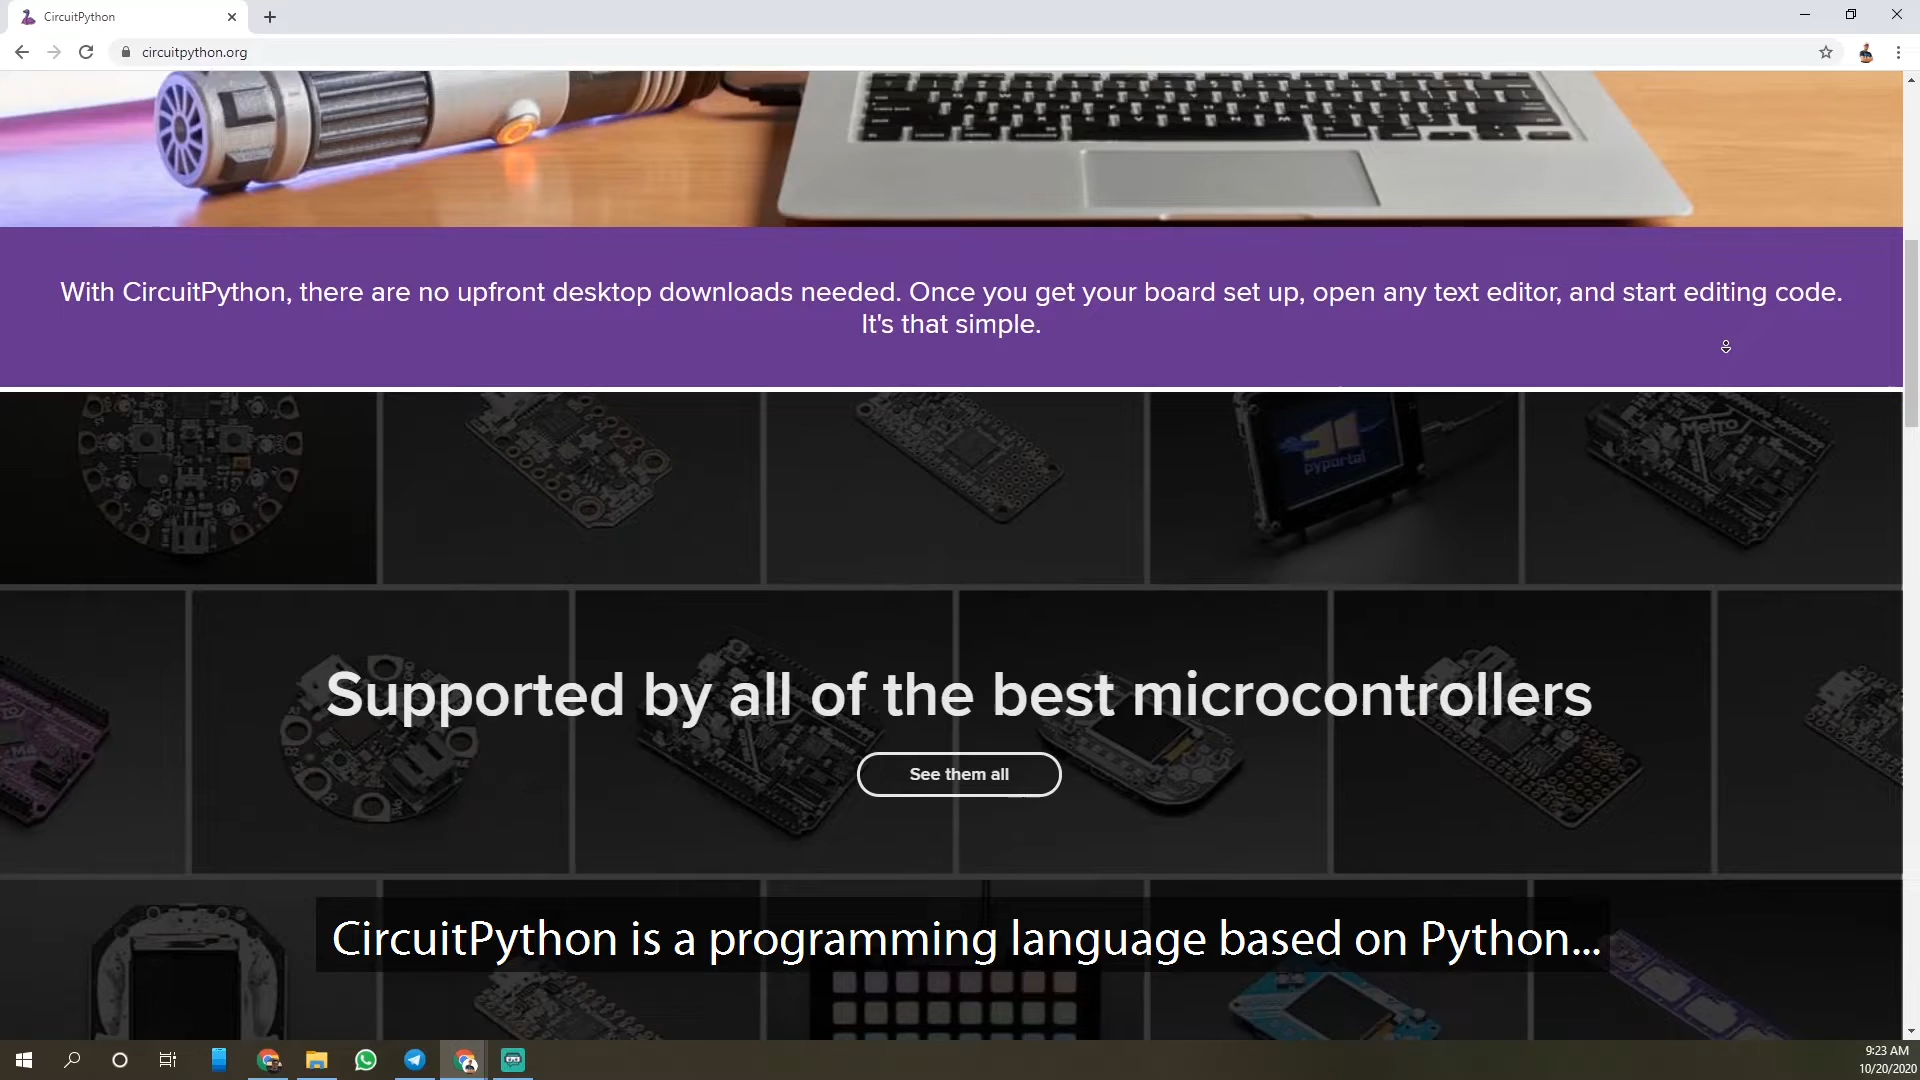 CircuitPython
circuitpython.org
With CircuitPython, there are no upfront desktop downloads needed. Once you get your board set up, open any text editor, and start editing code.
It's that simple.
pyportal
Metro
Supported by all of the best microcontrollers
See them all
CircuitPython is a programming language based on Python...
9:23 AM
10/20/2020